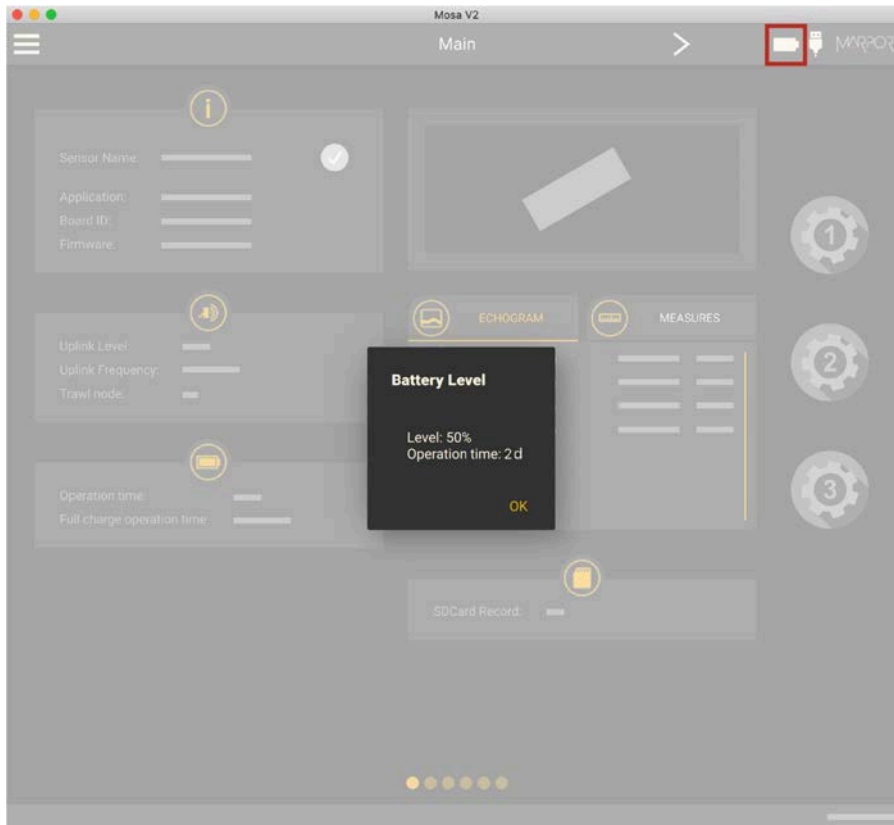 Mosa V2
Main
MARPOR
Sensor Name:
Application:
Board ID:
Firmware:
Uplink Level:
Uplink Frequency:
Trawl node:
Operation time:
Full charge operation time:
ECHOGRAM
MEASURES
Battery Level
Level: 50%
Operation time: 2 d
OK
SDCard Record:
1
2
3